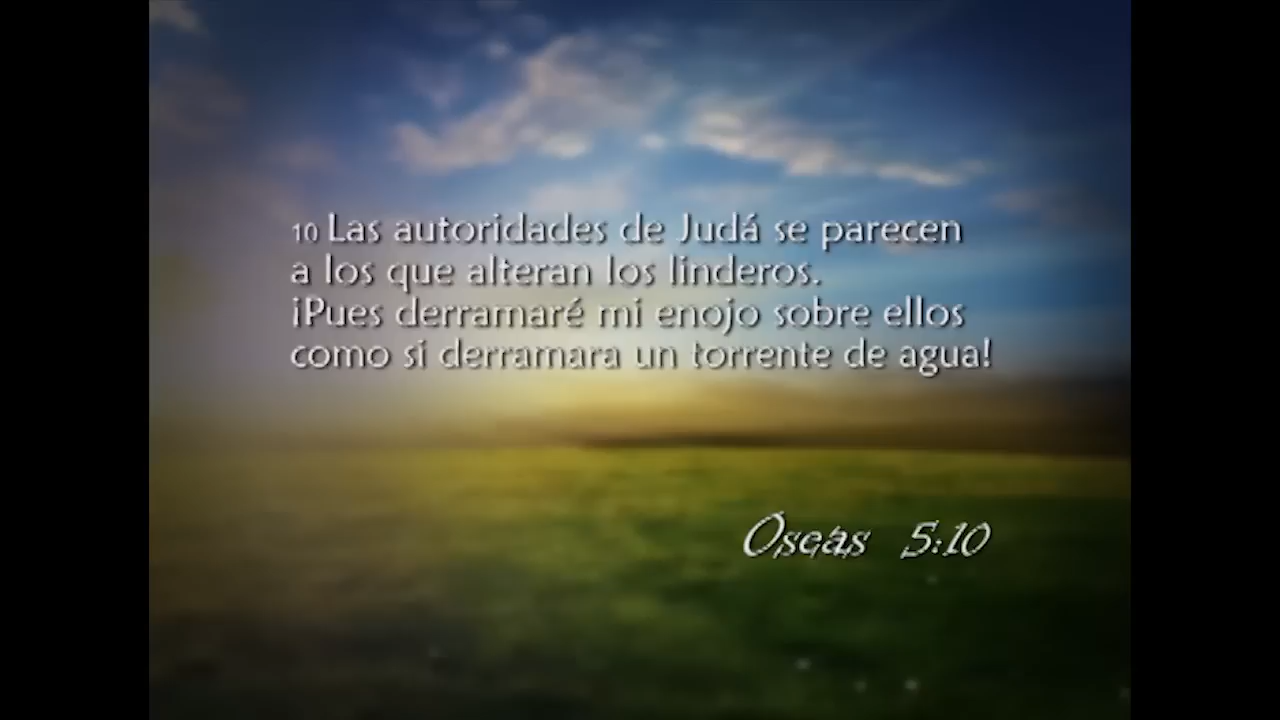 10 Las autoridades de Judá se parecen
a los que alteran los linderos.
¡Pues derramaré mi enojo sobre ellos
como si derramara un torrente de agua!
Oseas 5:10